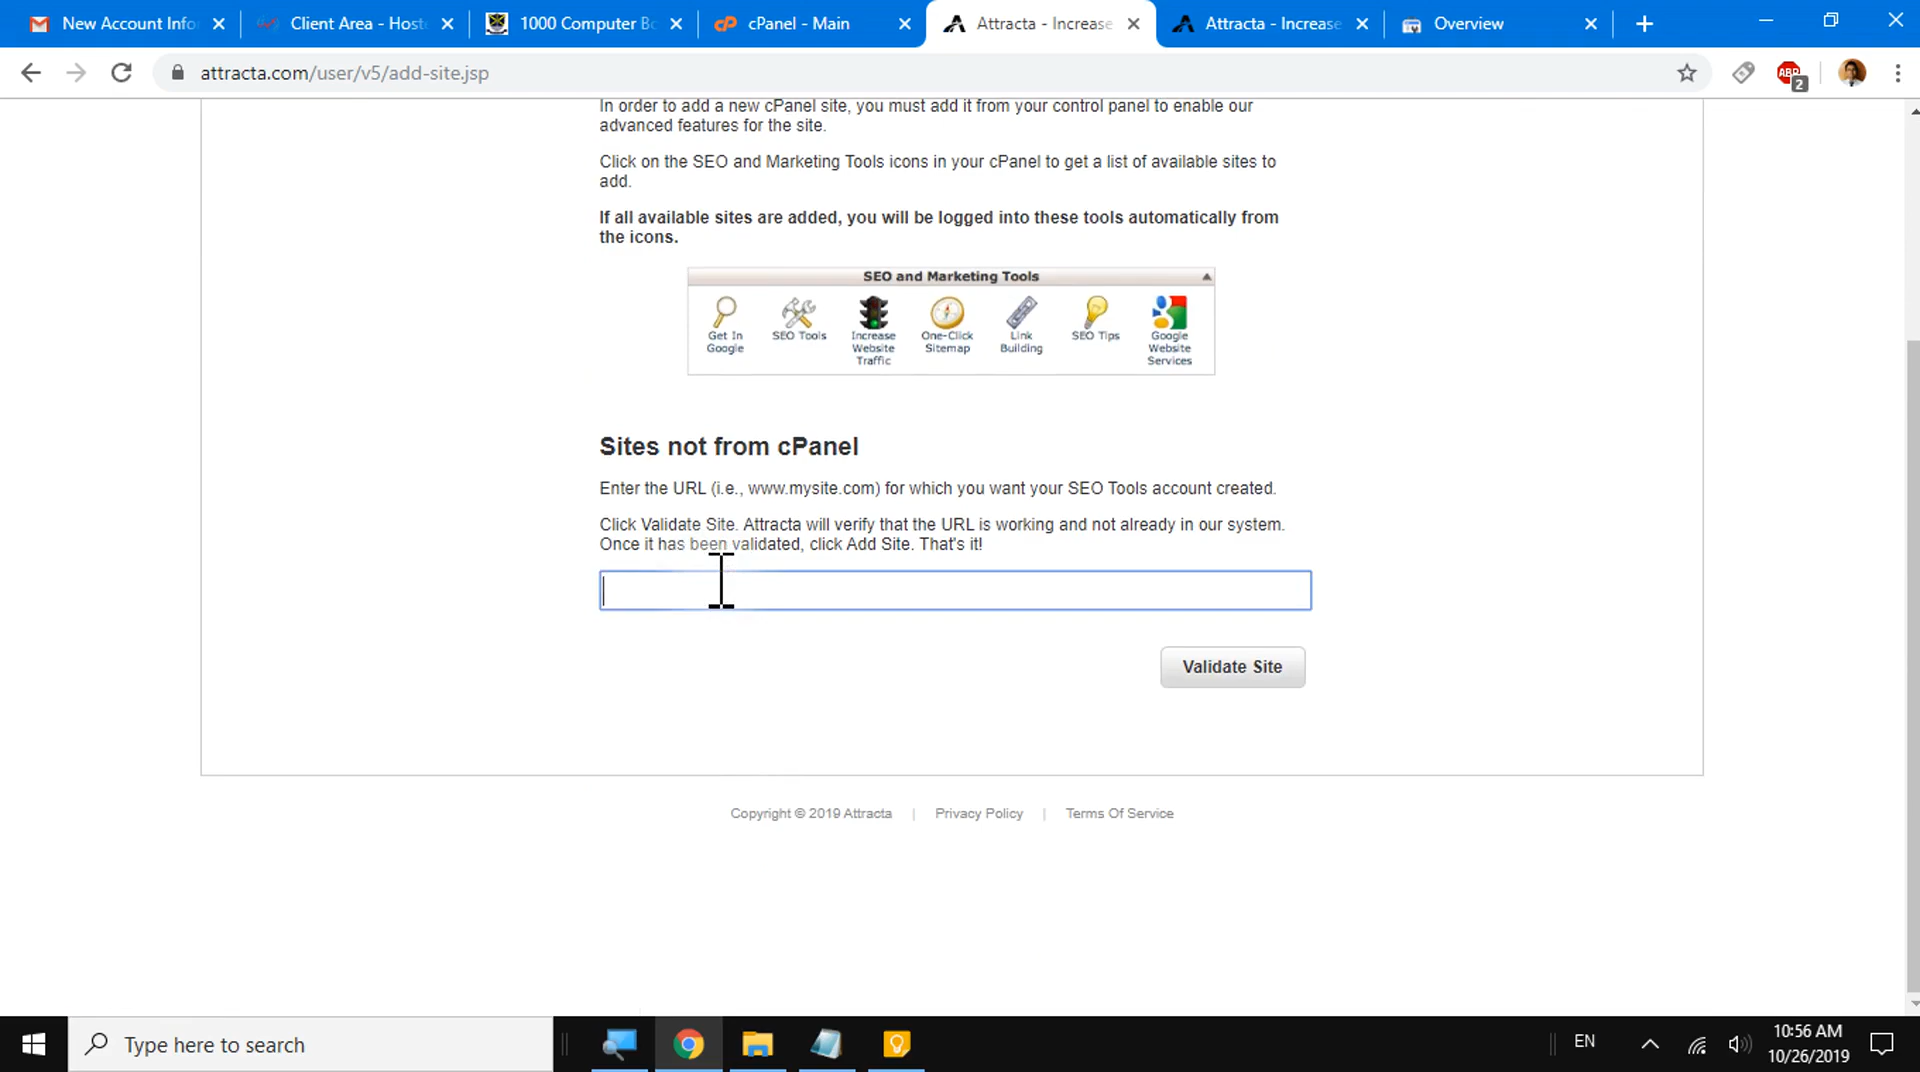 New Account Info
Client Area - Hoste
1000 Computer Bo
cPanel - Main
Attracta - Increase
Attracta - Increase
Overview
attracta.com/user/v5/add-site.jsp
ABP
2
In order to add a new cPanel site, you must add it from your control panel to enable our
advanced features for the site.
Click on the SEO and Marketing Tools icons in your cPanel to get a list of available sites to
add.
If all available sites are added, you will be logged into these tools automatically from
the icons.
SEO and Marketing Tools
Get In
Google
SEO Tools
Increase
Website
Traffic
One-Click
Sitemap
Link
Building
SEO Tips
Google
Website
Services
Sites not from cPanel
Enter the URL (i.e., www.mysite.com) for which you want your SEO Tools account created.
Click Validate Site. Attracta will verify that the URL is working and not already in our system.
Once it has been validated, click Add Site. That's it!
Validate Site
Copyright © 2019 Attracta | Privacy Policy | Terms Of Service
Type here to search
EN
10:56 AM
10/26/2019